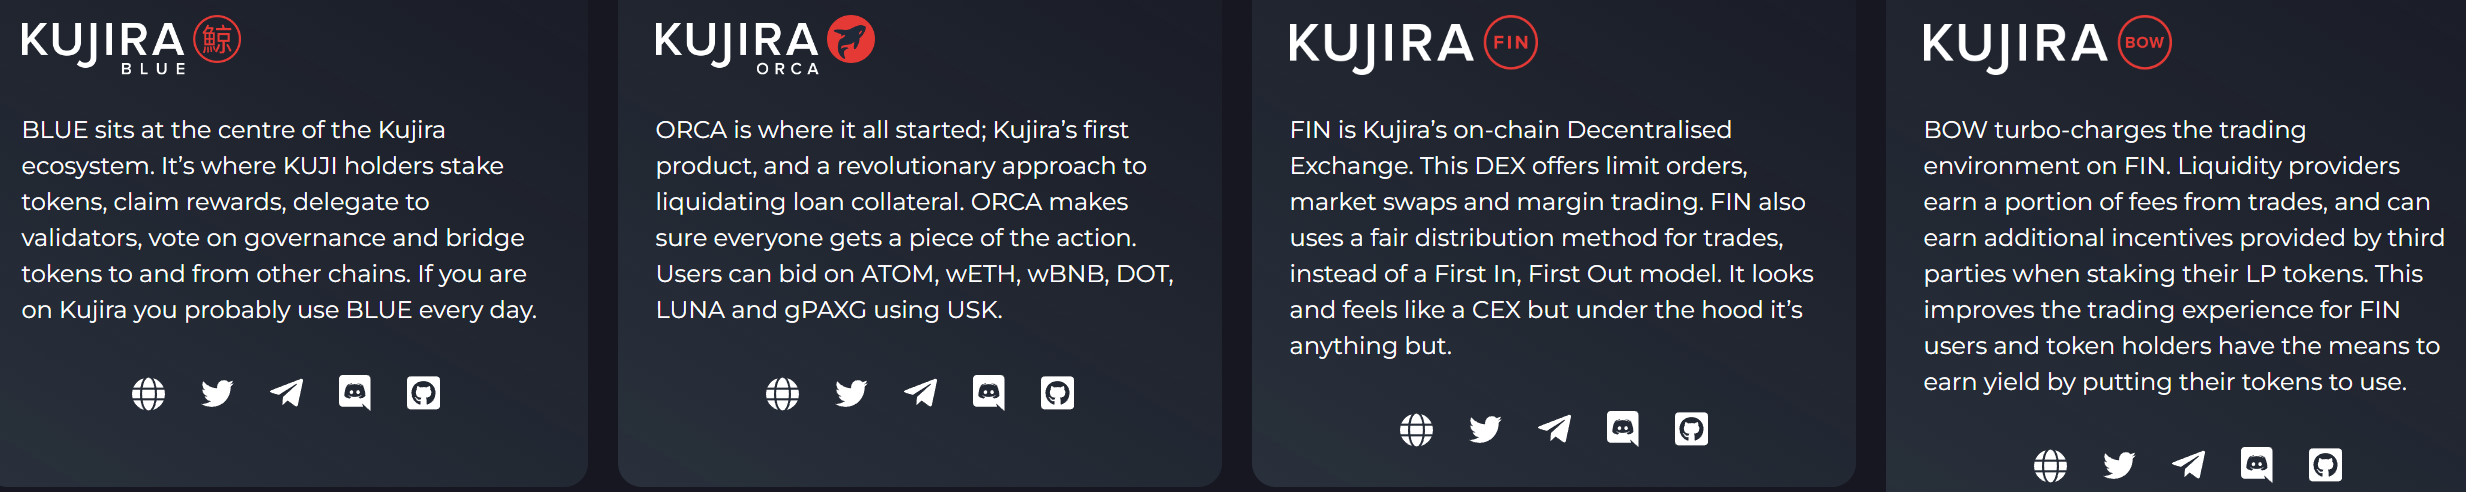 KUJIRA 鯨
BLUE
BLUE sits at the centre of the Kujira
ecosystem. It’s where KUJI holders stake
tokens, claim rewards, delegate to
validators, vote on governance and bridge
tokens to and from other chains. If you are
on Kujira you probably use BLUE every day.
KUJIRA
ORCA
ORCA is where it all started; Kujira’s first
product, and a revolutionary approach to
liquidating loan collateral. ORCA makes
sure everyone gets a piece of the action.
Users can bid on ATOM, wETH, wBNB, DOT,
LUNA and gPAXG using USK.
KUJIRA FIN
FIN is Kujira’s on-chain Decentralised
Exchange. This DEX offers limit orders,
market swaps and margin trading. FIN also
uses a fair distribution method for trades,
instead of a First In, First Out model. It looks
and feels like a CEX but under the hood it’s
anything but.
KUJIRA BOW
BOW turbo-charges the trading
environment on FIN. Liquidity providers
earn a portion of fees from trades, and can
earn additional incentives provided by third
parties when staking their LP tokens. This
improves the trading experience for FIN
users and token holders have the means to
earn yield by putting their tokens to use.